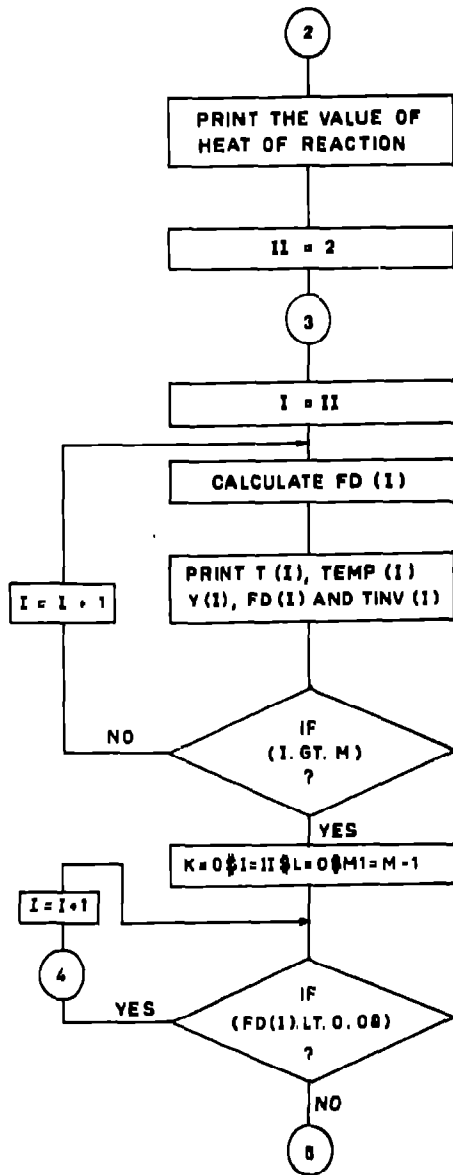 2
PRINT THE VALUE OF
HEAT OF REACTION
II = 2
3
I = II
CALCULATE FD (I)
PRINT T (I), TEMP (I)
Y(I), FD(I) AND TINV (I)
I = I + 1
NO
IF
(I. GT. M)
?
YES
K=0$I=II$L=0$M1=M-1
I = I+1
4
YES
IF
(FD(I).LT. 0.08)
?
NO